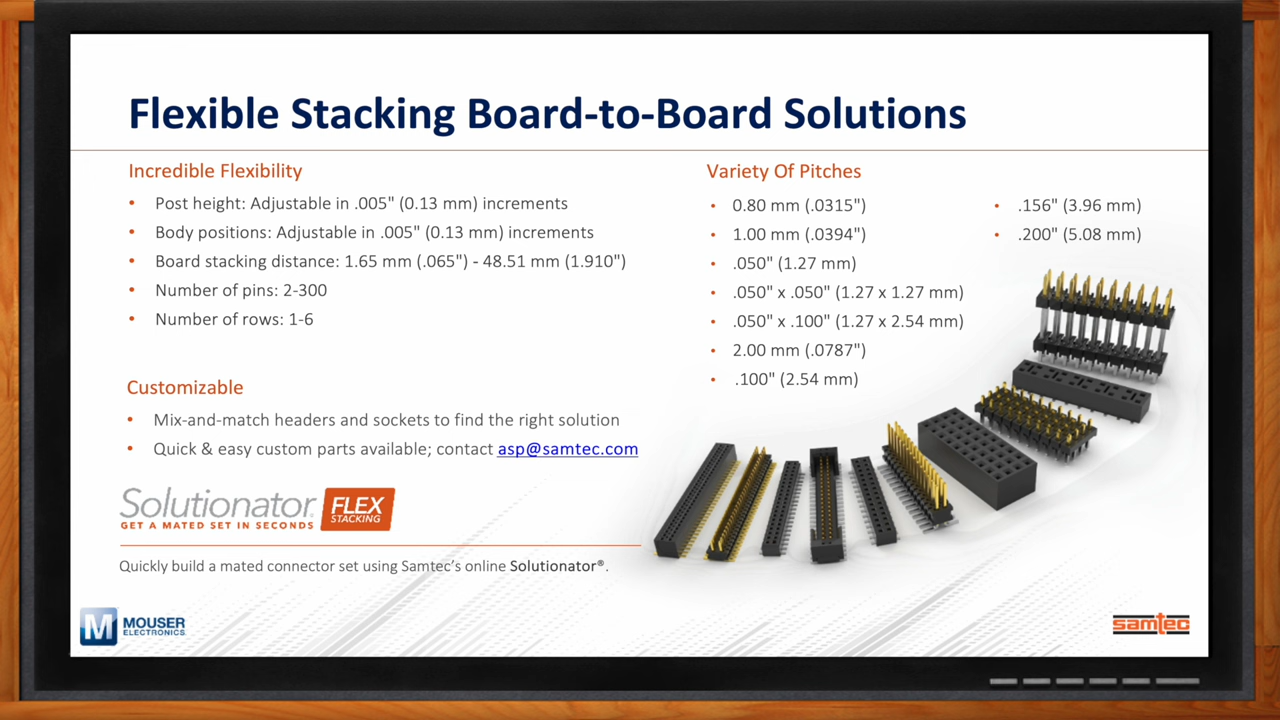 Flexible Stacking Board-to-Board Solutions
Incredible Flexibility
• Post height: Adjustable in .005" (0.13 mm) increments
• Body positions: Adjustable in .005" (0.13 mm) increments
• Board stacking distance: 1.65 mm (.065") - 48.51 mm (1.910")
• Number of pins: 2-300
• Number of rows: 1-6
Customizable
• Mix-and-match headers and sockets to find the right solution
• Quick & easy custom parts available; contact asp@samtec.com
Solutionator® FLEX
GET A MATED SET IN SECONDS STACKING
Quickly build a mated connector set using Samtec's online Solutionator®.
Variety Of Pitches
• 0.80 mm (.0315")
• 1.00 mm (.0394")
• .050" (1.27 mm)
• .050" x .050" (1.27 x 1.27 mm)
• .050" x .100" (1.27 x 2.54 mm)
• 2.00 mm (.0787")
• .100" (2.54 mm)
• .156" (3.96 mm)
• .200" (5.08 mm)
M MOUSER
ELECTRONICS
samtec